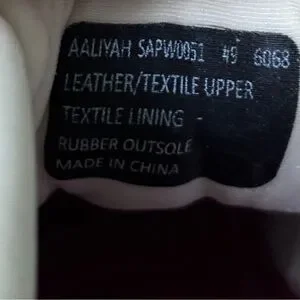 AALIYAH SAPW0051 #9 6068
LEATHER/TEXTILE UPPER
TEXTILE LINING -
RUBBER OUTSOLE
MADE IN CHINA